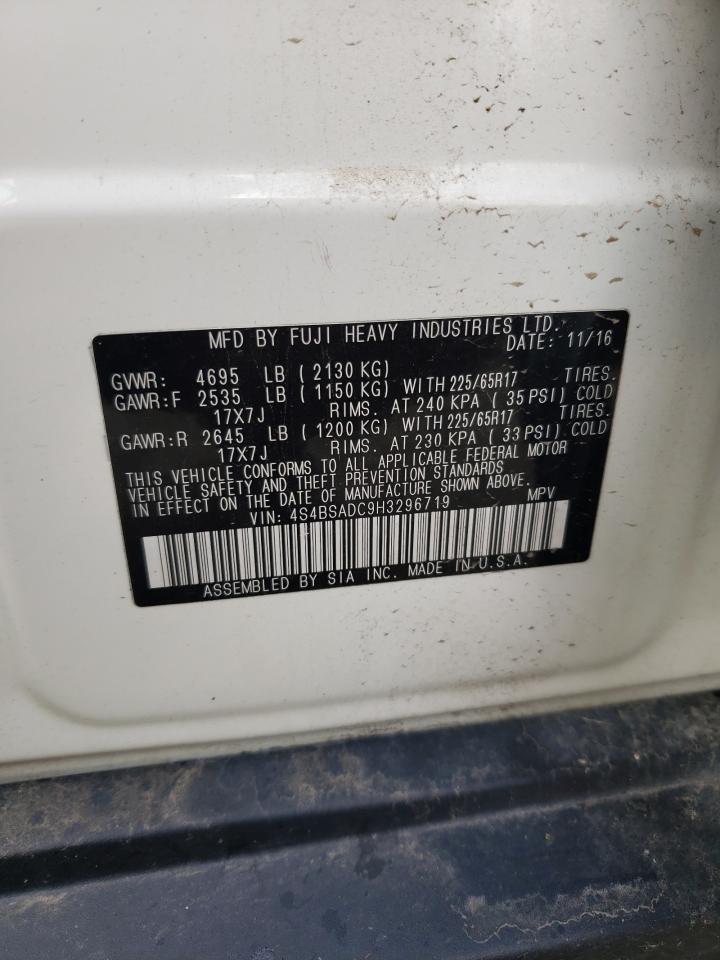 MFD BY FUJI HEAVY INDUSTRIES LTD.
DATE: 11/16
GVWR: 4695 LB ( 2130 KG)
GAWR:F 2535 LB ( 1150 KG) WITH 225/65R17 TIRES.
17X7J RIMS. AT 240 KPA ( 35 PSI) COLD
GAWR:R 2645 LB ( 1200 KG) WITH 225/65R17 TIRES.
17X7J RIMS. AT 230 KPA ( 33 PSI) COLD
THIS VEHICLE CONFORMS TO ALL APPLICABLE FEDERAL MOTOR
VEHICLE SAFETY AND THEFT PREVENTION STANDARDS
IN EFFECT ON THE DATE OF MANUFACTURE SHOWN ABOVE.
VIN: 4S4BSADC9H3296719 MPV
ASSEMBLED BY SIA INC. MADE IN U.S.A.